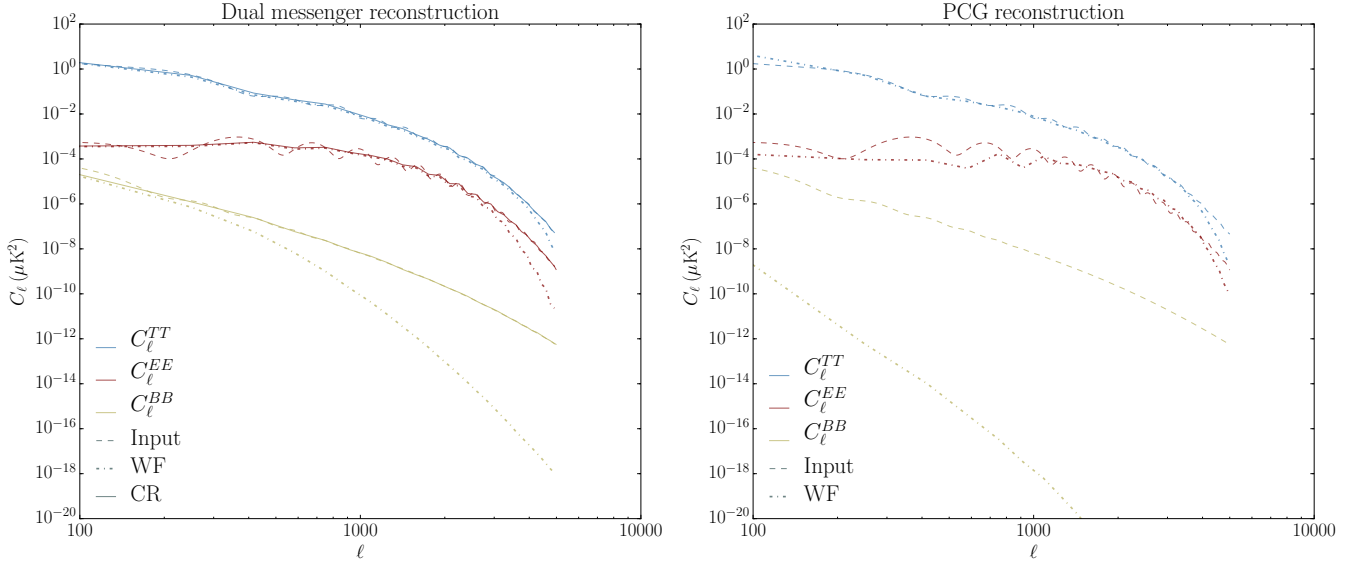 Dual messenger reconstruction
10^2
10^0
10^−2
10^−4
10^−6
10^−8
10^−10
10^−12
10^−14
10^−16
10^−18
10^−20
C_ℓ (μK^2)
C_ℓ^{TT}
C_ℓ^{EE}
C_ℓ^{BB}
Input
WF
CR
100
1000
10000
ℓ
PCG reconstruction
10^2
10^0
10^−2
10^−4
10^−6
10^−8
10^−10
10^−12
10^−14
10^−16
10^−18
10^−20
C_ℓ (μK^2)
C_ℓ^{TT}
C_ℓ^{EE}
C_ℓ^{BB}
Input
WF
100
1000
10000
ℓ